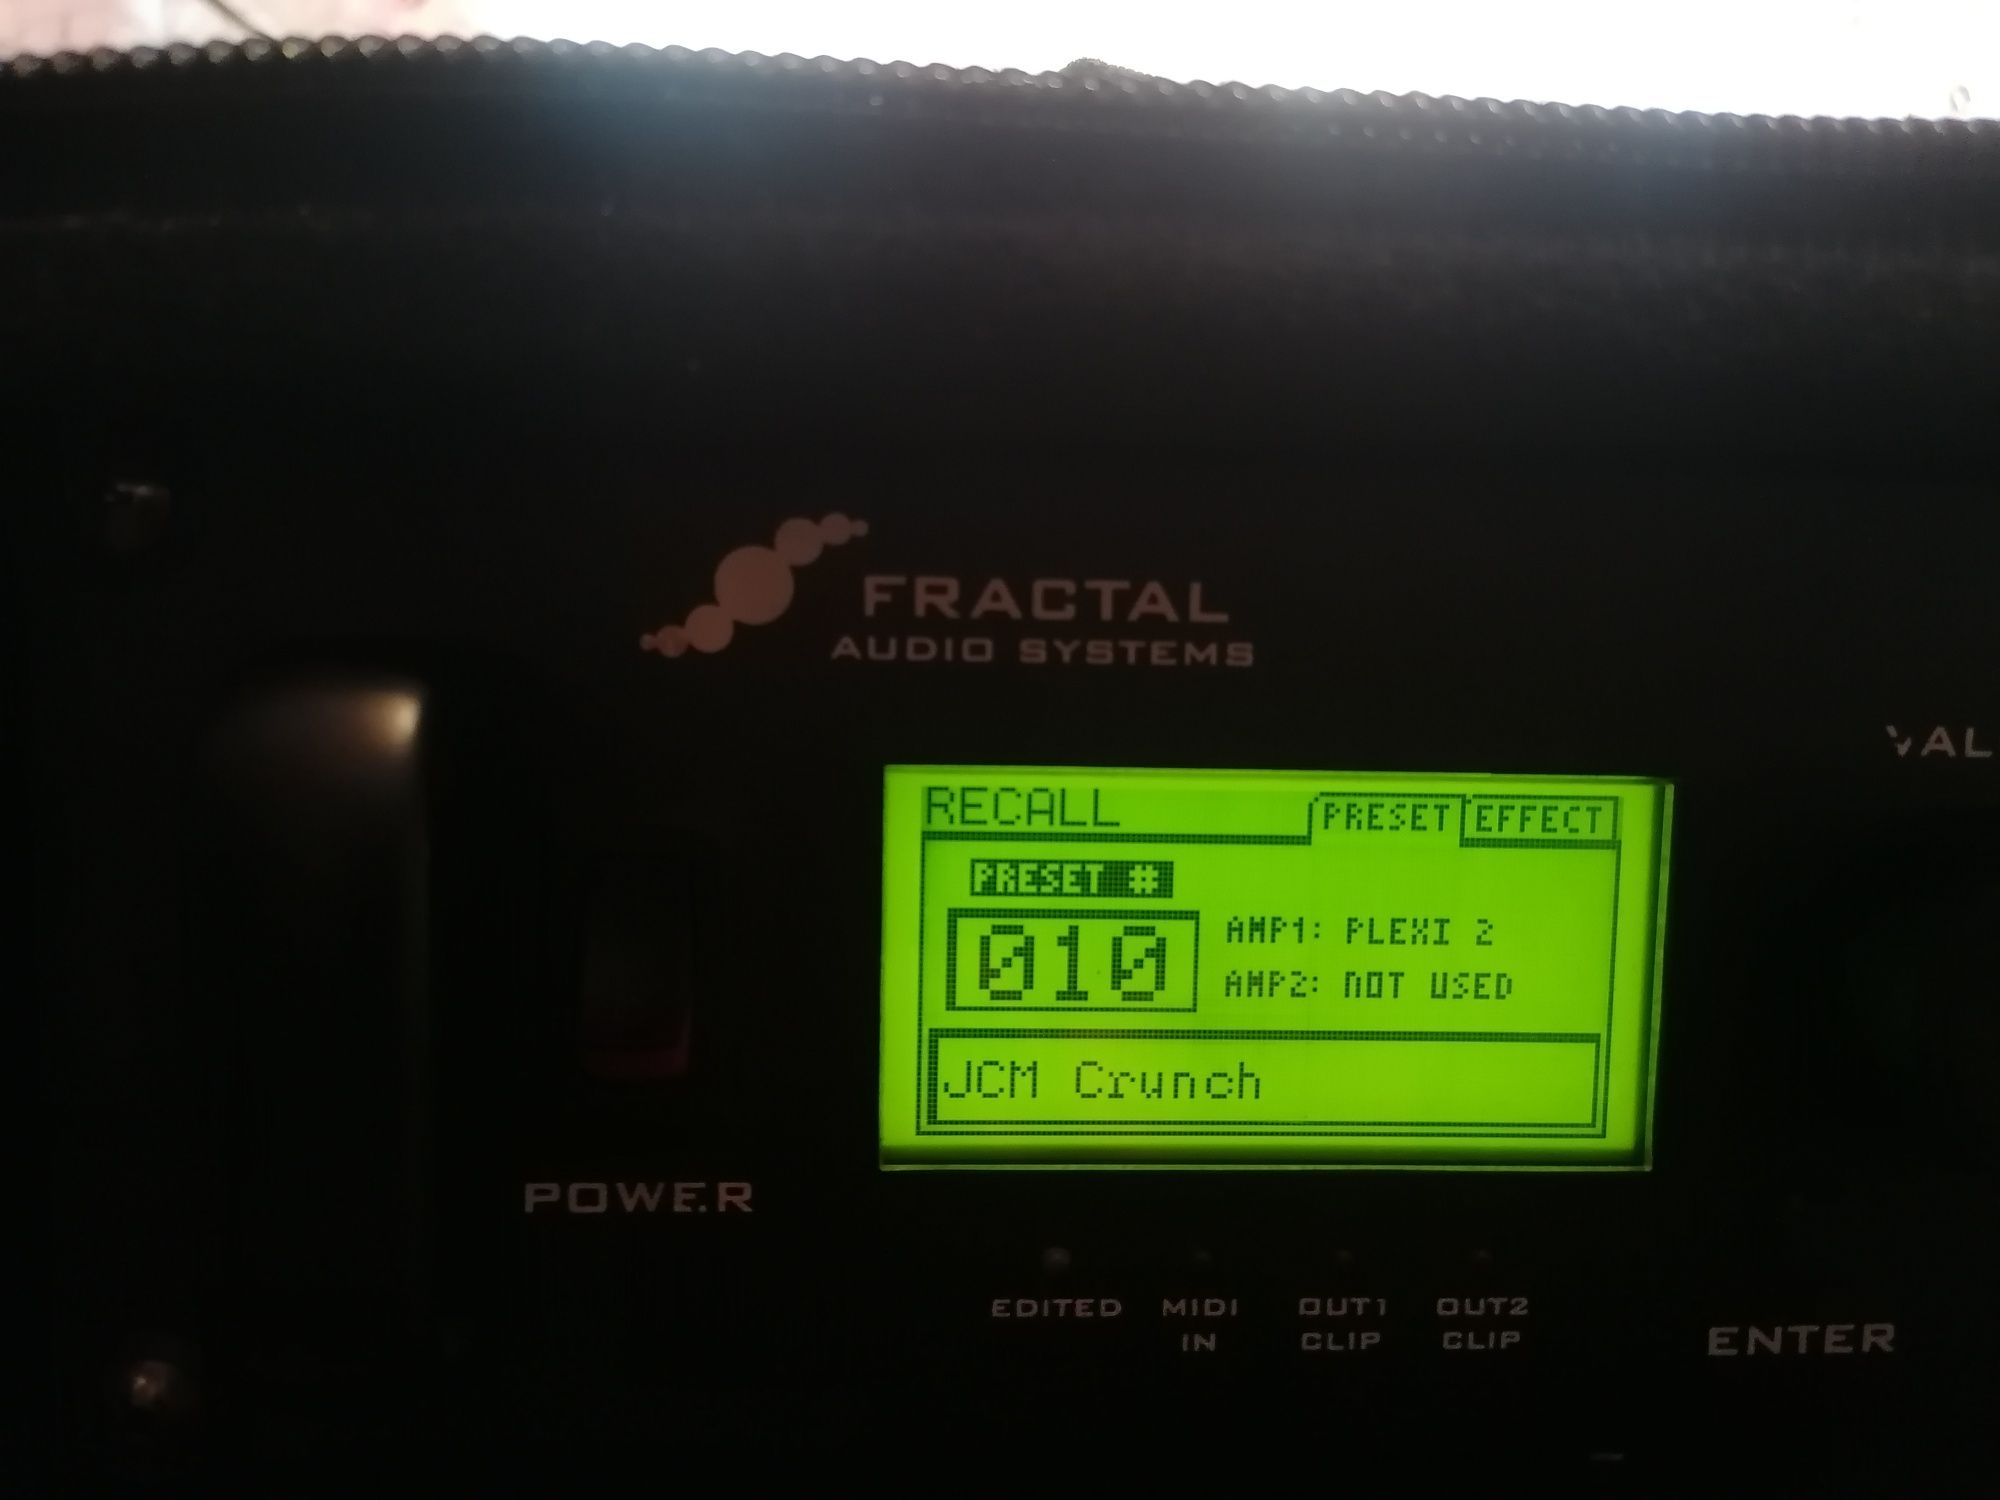 FRACTAL
AUDIO SYSTEMS
VAL
RECALL PRESET EFFECT
PRESET #
010
AMP1: PLEXI 2
AMP2: NOT USED
JCM Crunch
POWER
EDITED MIDI IN OUT1 CLIP OUT2 CLIP
ENTER